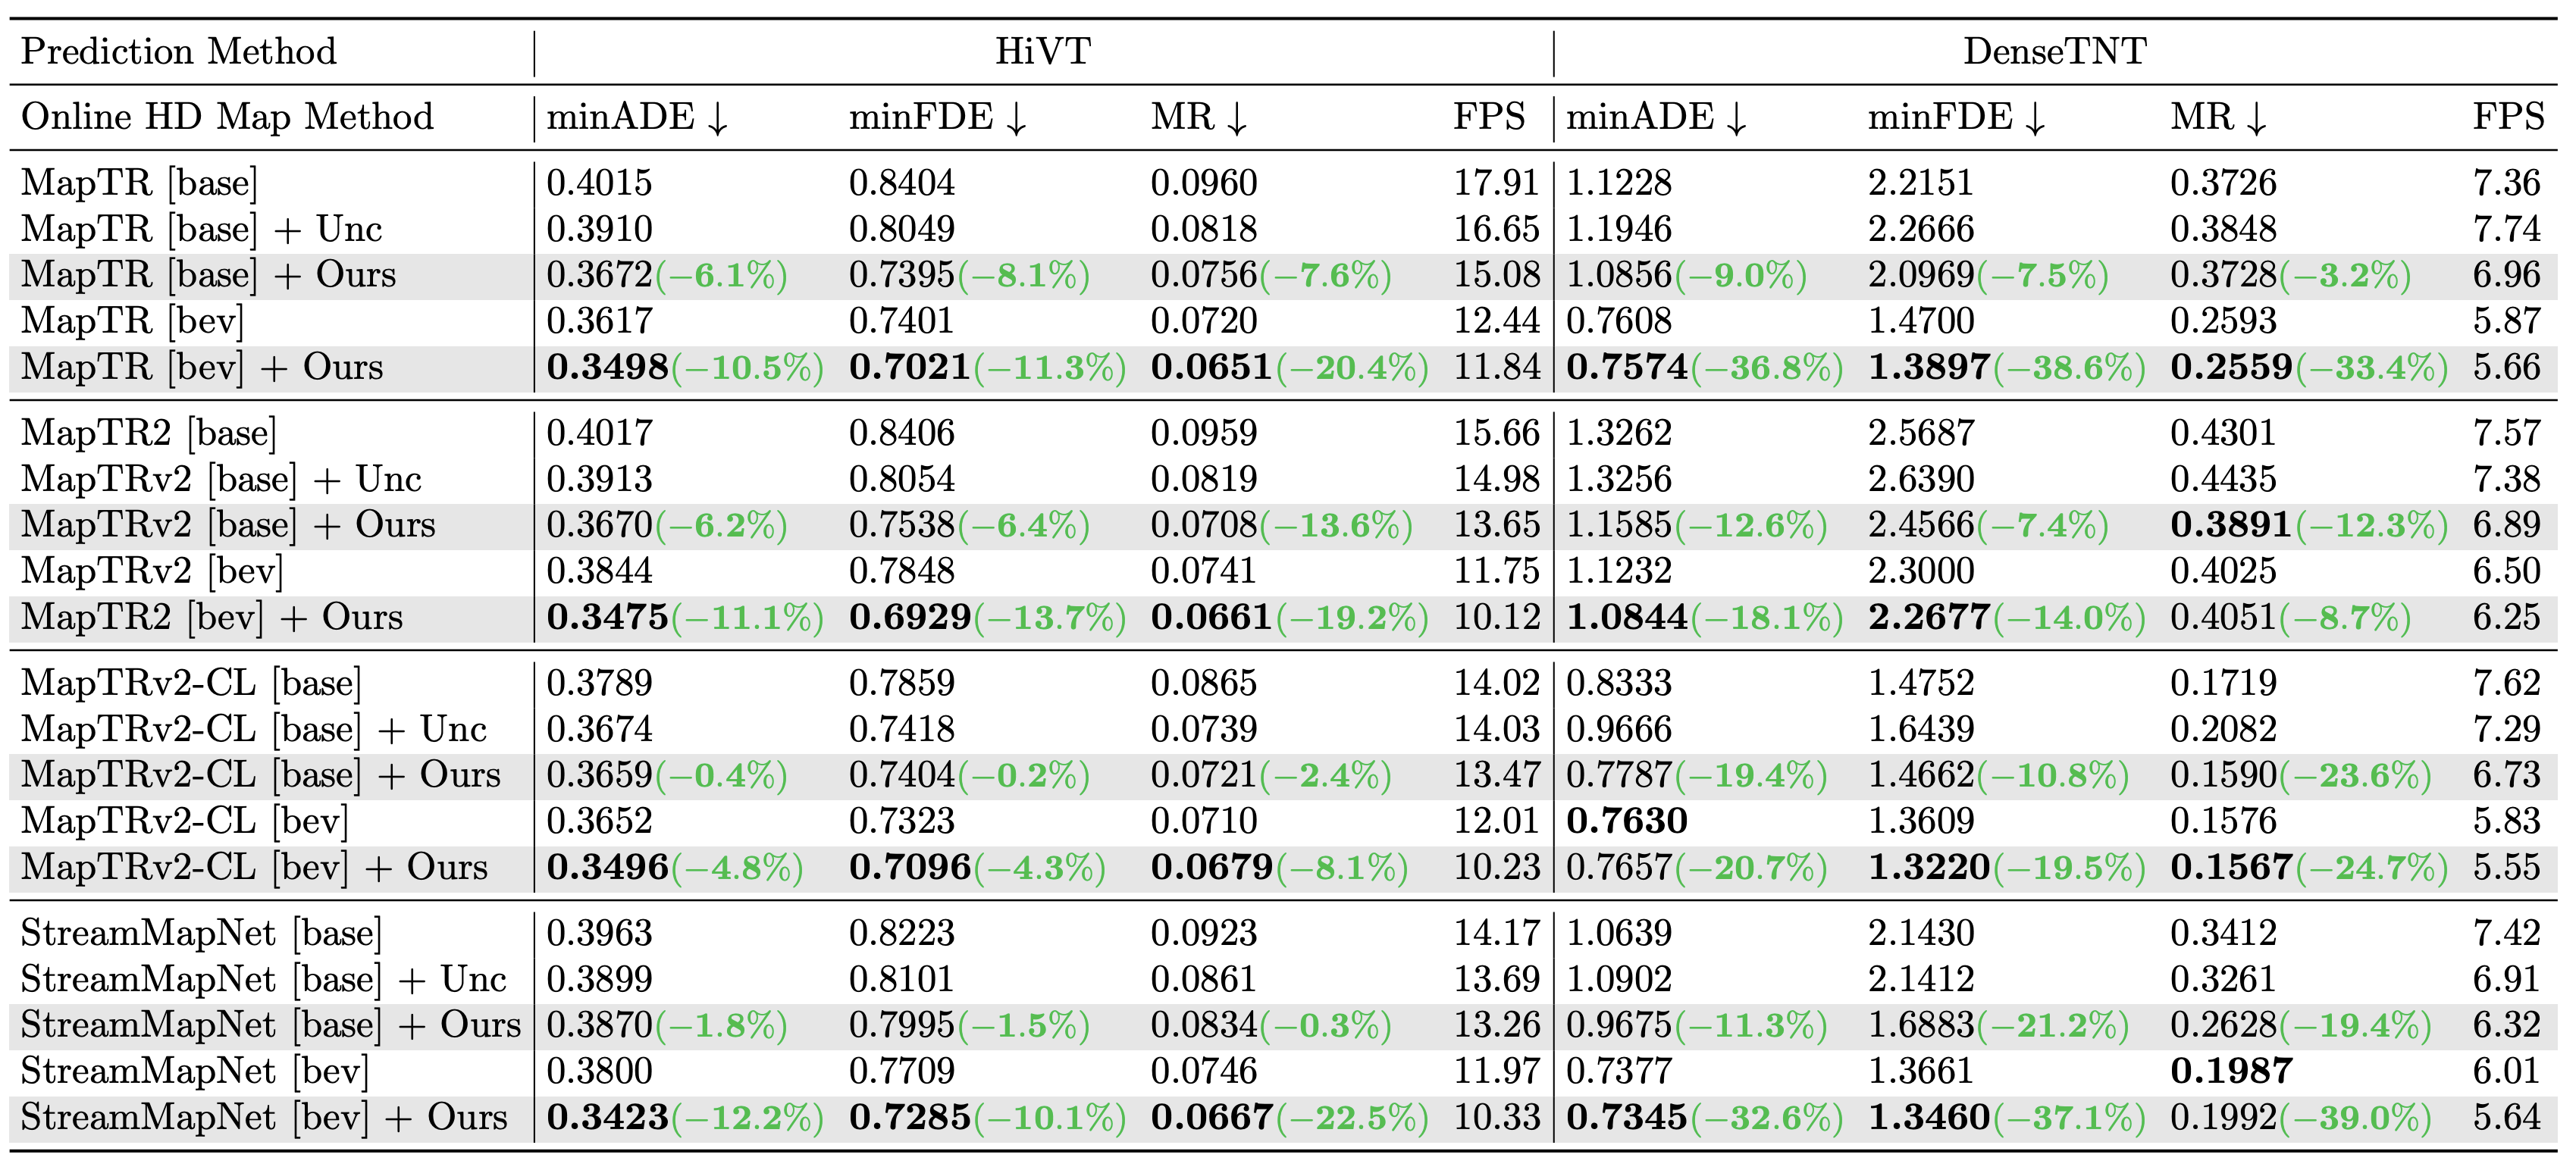 Prediction Method HiVT DenseTNT
Online HD Map Method minADE ↓ minFDE ↓ MR ↓ FPS minADE ↓ minFDE ↓ MR ↓ FPS
MapTR [base] 0.4015 0.8404 0.0960 17.91 1.1228 2.2151 0.3726 7.36
MapTR [base] + Unc 0.3910 0.8049 0.0818 16.65 1.1946 2.2666 0.3848 7.74
MapTR [base] + Ours 0.3672(−6.1%) 0.7395(−8.1%) 0.0756(−7.6%) 15.08 1.0856(−9.0%) 2.0969(−7.5%) 0.3728(−3.2%) 6.96
MapTR [bev] 0.3617 0.7401 0.0720 12.44 0.7608 1.4700 0.2593 5.87
MapTR [bev] + Ours 0.3498(−10.5%) 0.7021(−11.3%) 0.0651(−20.4%) 11.84 0.7574(−36.8%) 1.3897(−38.6%) 0.2559(−33.4%) 5.66
MapTR2 [base] 0.4017 0.8406 0.0959 15.66 1.3262 2.5687 0.4301 7.57
MapTRv2 [base] + Unc 0.3913 0.8054 0.0819 14.98 1.3256 2.6390 0.4435 7.38
MapTRv2 [base] + Ours 0.3670(−6.2%) 0.7538(−6.4%) 0.0708(−13.6%) 13.65 1.1585(−12.6%) 2.4566(−7.4%) 0.3891(−12.3%) 6.89
MapTRv2 [bev] 0.3844 0.7848 0.0741 11.75 1.1232 2.3000 0.4025 6.50
MapTR2 [bev] + Ours 0.3475(−11.1%) 0.6929(−13.7%) 0.0661(−19.2%) 10.12 1.0844(−18.1%) 2.2677(−14.0%) 0.4051(−8.7%) 6.25
MapTRv2-CL [base] 0.3789 0.7859 0.0865 14.02 0.8333 1.4752 0.1719 7.62
MapTRv2-CL [base] + Unc 0.3674 0.7418 0.0739 14.03 0.9666 1.6439 0.2082 7.29
MapTRv2-CL [base] + Ours 0.3659(−0.4%) 0.7404(−0.2%) 0.0721(−2.4%) 13.47 0.7787(−19.4%) 1.4662(−10.8%) 0.1590(−23.6%) 6.73
MapTRv2-CL [bev] 0.3652 0.7323 0.0710 12.01 0.7630 1.3609 0.1576 5.83
MapTRv2-CL [bev] + Ours 0.3496(−4.8%) 0.7096(−4.3%) 0.0679(−8.1%) 10.23 0.7657(−20.7%) 1.3220(−19.5%) 0.1567(−24.7%) 5.55
StreamMapNet [base] 0.3963 0.8223 0.0923 14.17 1.0639 2.1430 0.3412 7.42
StreamMapNet [base] + Unc 0.3899 0.8101 0.0861 13.69 1.0902 2.1412 0.3261 6.91
StreamMapNet [base] + Ours 0.3870(−1.8%) 0.7995(−1.5%) 0.0834(−0.3%) 13.26 0.9675(−11.3%) 1.6883(−21.2%) 0.2628(−19.4%) 6.32
StreamMapNet [bev] 0.3800 0.7709 0.0746 11.97 0.7377 1.3661 0.1987 6.01
StreamMapNet [bev] + Ours 0.3423(−12.2%) 0.7285(−10.1%) 0.0667(−22.5%) 10.33 0.7345(−32.6%) 1.3460(−37.1%) 0.1992(−39.0%) 5.64